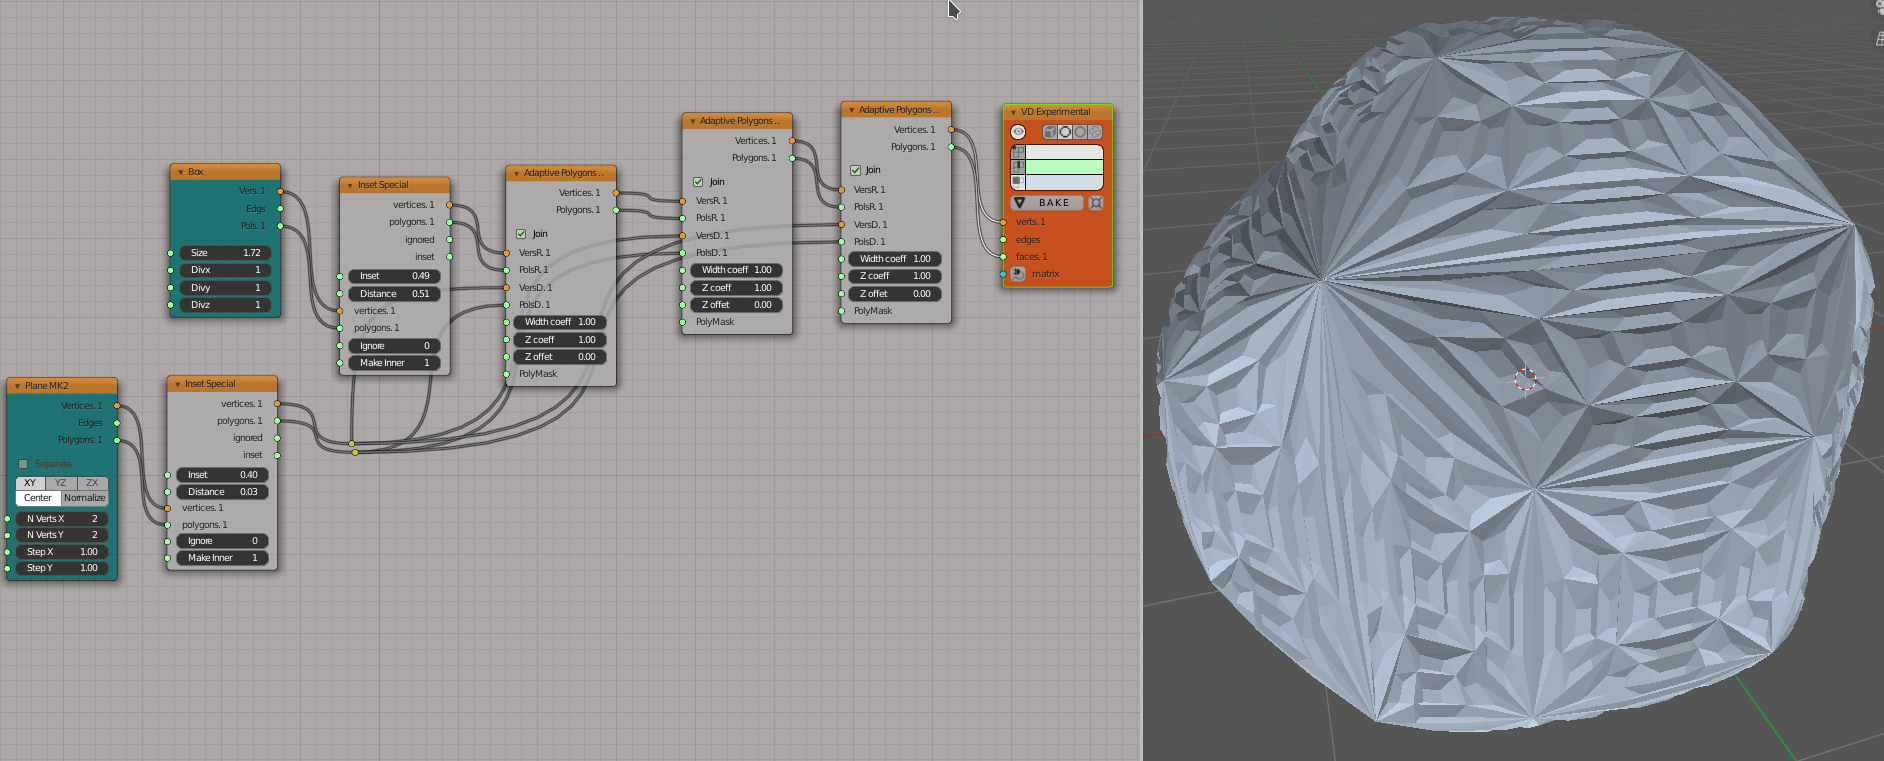 Plane MK2
Vertices. 1
Edges
Polygons. 1
Separate
XY YZ ZX
Center Normalize
N Verts X 2
N Verts Y 2
Step X 1.00
Step Y 1.00
Box
Vers. 1
Edgs
Pols. 1
Size 1.72
Divx 1
Divy 1
Divz 1
Inset Special
vertices. 1
polygons. 1
ignored
inset
Inset 0.40
Distance 0.03
vertices. 1
polygons. 1
Ignore 0
Make Inner 1
Inset Special
vertices. 1
polygons. 1
ignored
inset
Inset 0.49
Distance 0.51
vertices. 1
polygons. 1
Ignore 0
Make Inner 1
Adaptive Polygons ..
Vertices. 1
Polygons. 1
Join
VersR. 1
PolsR. 1
VersD. 1
PolsD. 1
Width coeff 1.00
Z coeff 1.00
Z offet 0.00
PolyMask
Adaptive Polygons ..
Vertices. 1
Polygons. 1
Join
VersR. 1
PolsR. 1
VersD. 1
PolsD. 1
Width coeff 1.00
Z coeff 1.00
Z offet 0.00
PolyMask
Adaptive Polygons ..
Vertices. 1
Polygons. 1
Join
VersR. 1
PolsR. 1
VersD. 1
PolsD. 1
Width coeff 1.00
Z coeff 1.00
Z offet 0.00
PolyMask
VD Experimental
BAKE
verts. 1
edges
faces. 1
matrix